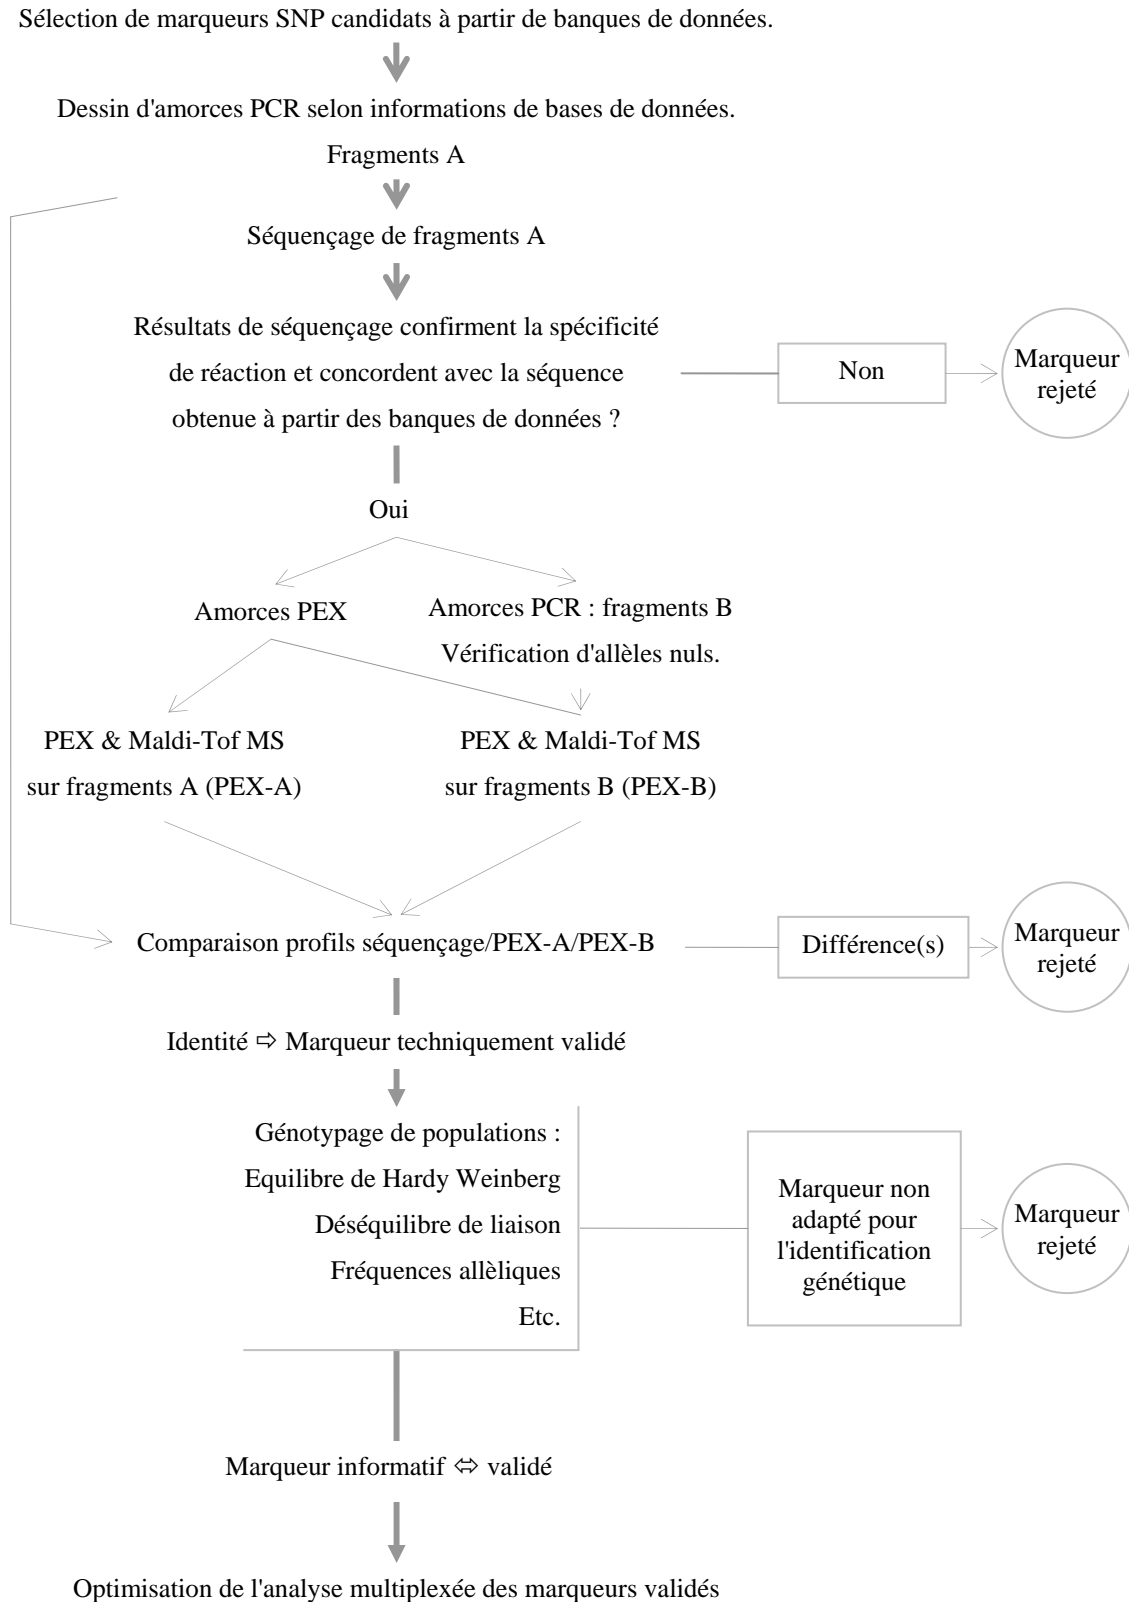 Sélection de marqueurs SNP candidats à partir de banques de données.
Dessin d'amorces PCR selon informations de bases de données.
Fragments A
Séquençage de fragments A
Résultats de séquençage confirment la spécificité
de réaction et concordent avec la séquence
obtenue à partir des banques de données ?
Non
Marqueur
rejeté
Oui
Amorces PEX
Amorces PCR : fragments B
Vérification d'allèles nuls.
PEX & Maldi-Tof MS
sur fragments A (PEX-A)
PEX & Maldi-Tof MS
sur fragments B (PEX-B)
Comparaison profils séquençage/PEX-A/PEX-B
Différence(s)
Marqueur
rejeté
Identité ⇨ Marqueur techniquement validé
Génotypage de populations :
Equilibre de Hardy Weinberg
Déséquilibre de liaison
Fréquences allèliques
Etc.
Marqueur non
adapté pour
l'identification
génétique
Marqueur
rejeté
Marqueur informatif ⬄ validé
Optimisation de l'analyse multiplexée des marqueurs validés